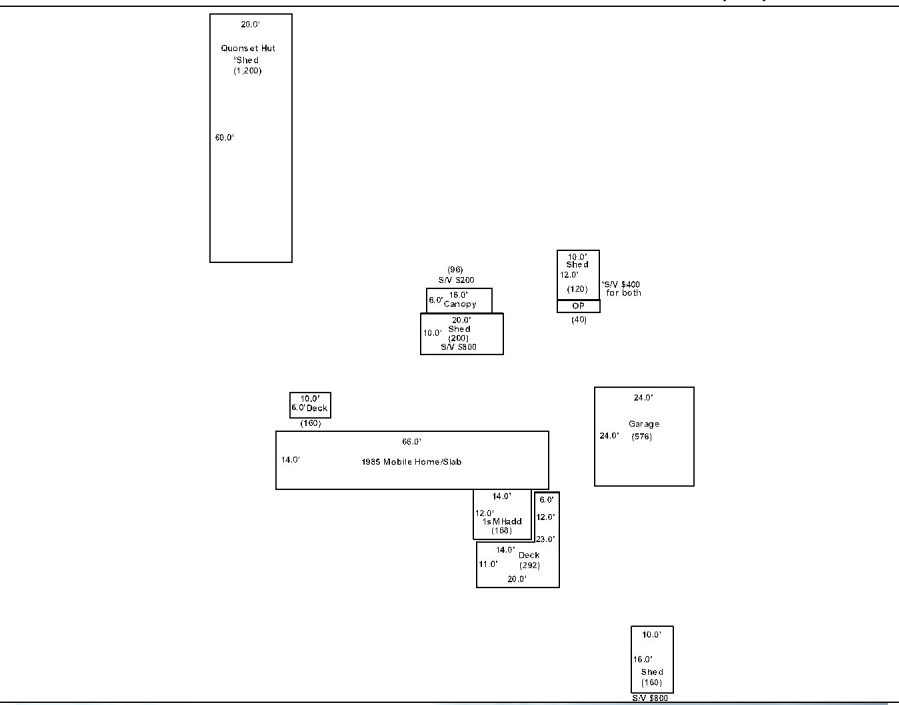 20.0'
Quonset Hut
*Shed
(1,200)
60.0'
10.0'
Shed
12.0'
(120)
*S/V $400
for both
OP
(40)
(96)
S/V $200
16.0'
6.0' Canopy
20.0'
10.0' Shed
(200)
S/V $800
10.0'
6.0' Deck
(160)
24.0'
Garage
24.0' (576)
66.0'
14.0' 1985 Mobile Home/Slab
14.0'
12.0'
1sMHadd
(168)
6.0'
12.0'
23.0'
14.0' Deck
11.0' (292)
20.0'
10.0'
16.0'
Shed
(160)
S/V $800